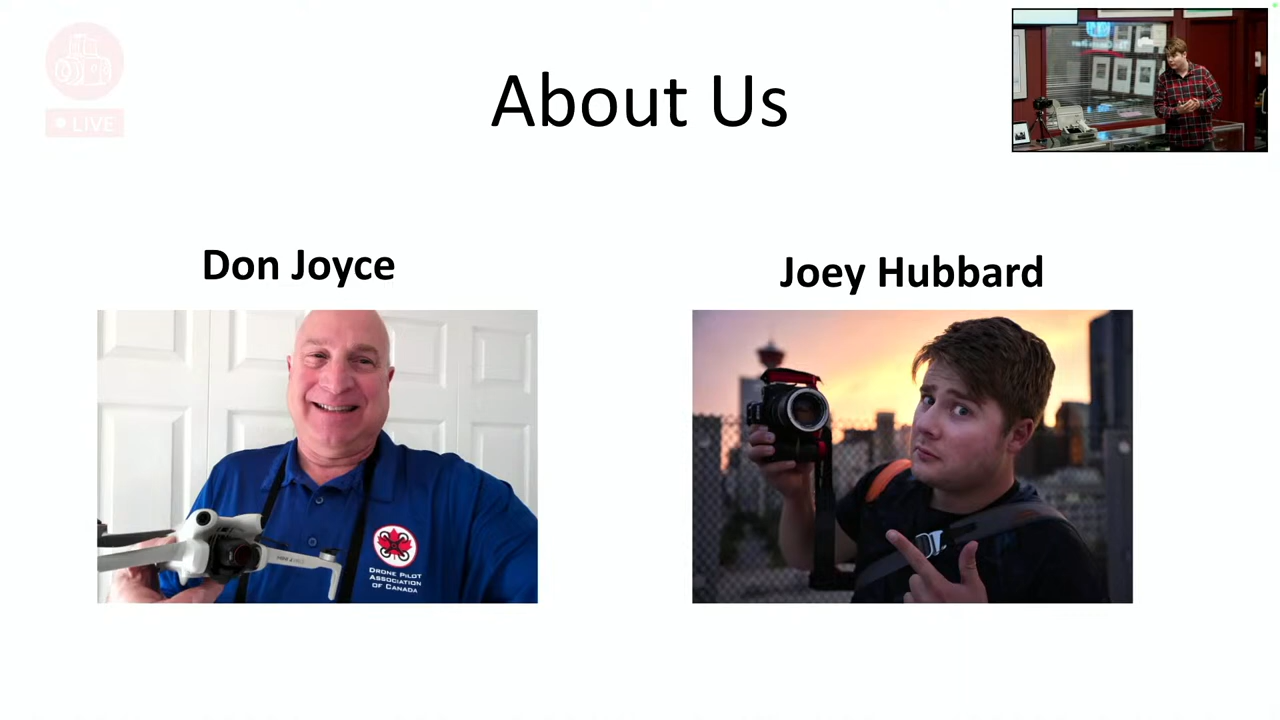 LIVE
About Us
Don Joyce
Joey Hubbard
DRONE PILOT
ASSOCIATION
OF CANADA